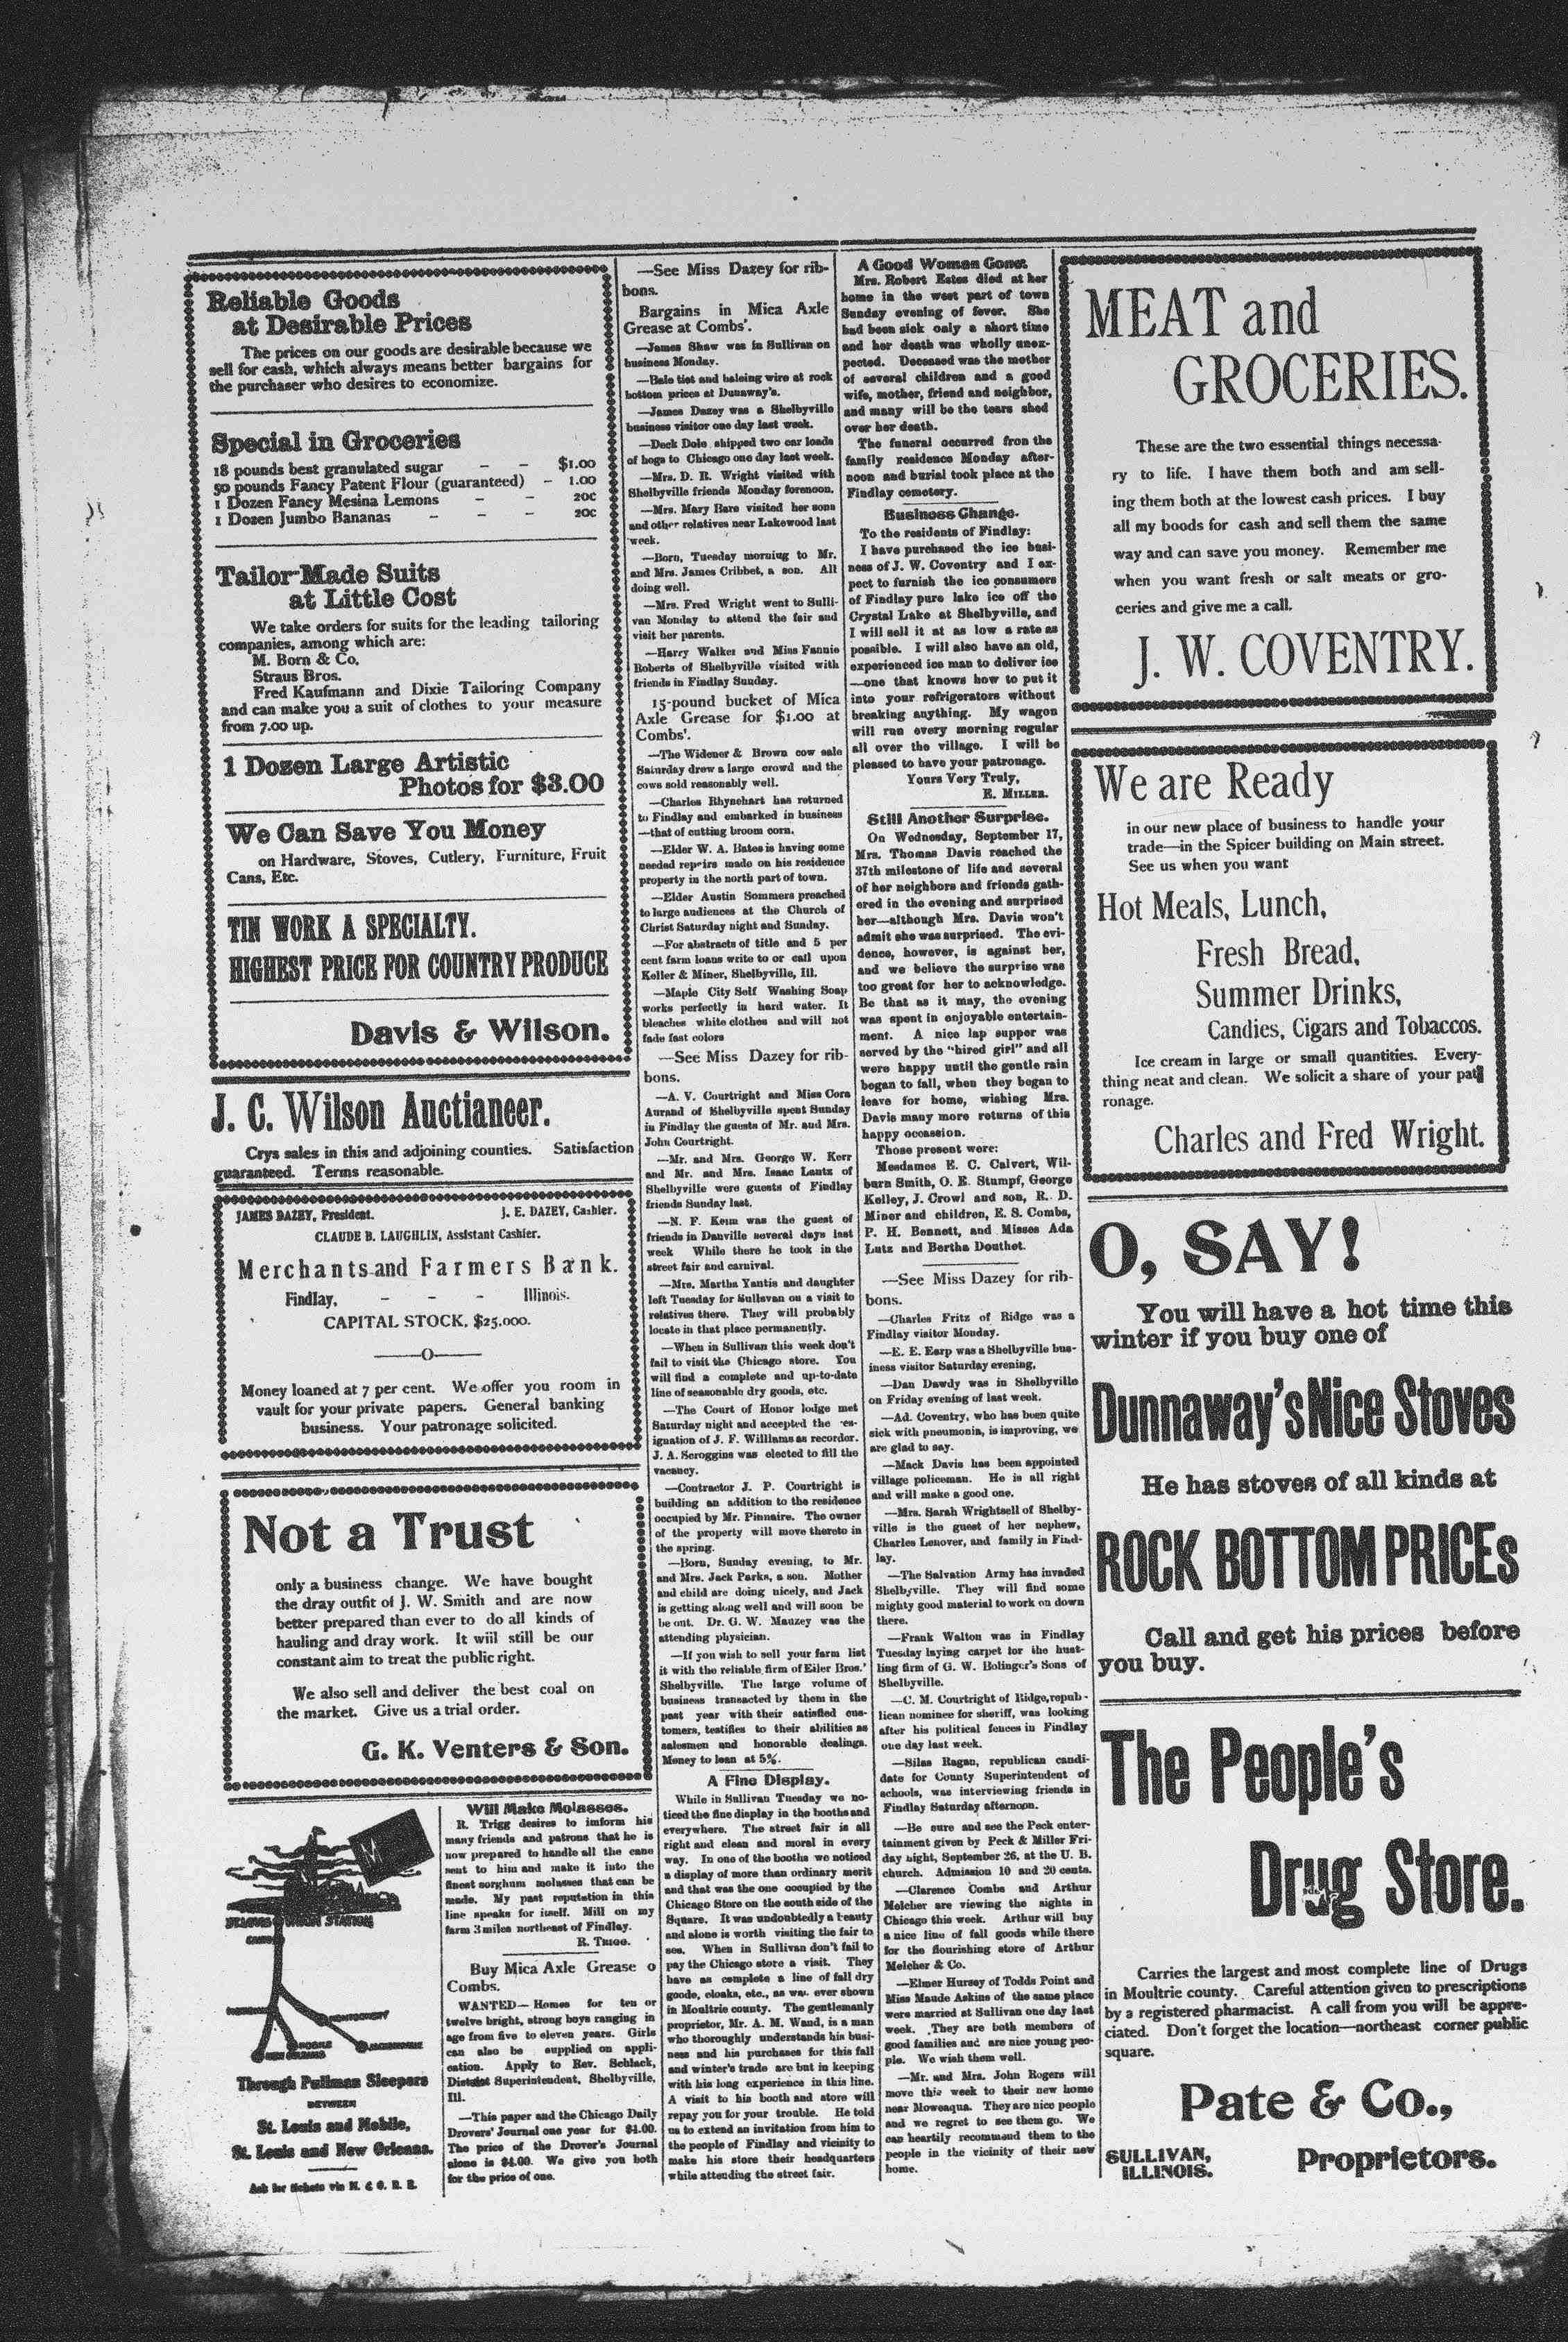 Reliable Goods
at Desirable Prices
The prices on our goods are desirable because we
sell for cash, which always means better bargains for
the purchaser who desires to economize.
Special in Groceries
18 pounds best granulated sugar – – $1.00
50 pounds Fancy Patent Flour (guaranteed) – 1.00
1 Dozen Fancy Mesina Lemons – – 20c
1 Dozen Jumbo Bananas – – – 20c
Tailor-Made Suits
at Little Cost
We take orders for suits for the leading tailoring
companies, among which are:
M. Born & Co,
Straus Bros.
Fred Kaufmann and Dixie Tailoring Company
and can make you a suit of clothes to your measure
from 7.00 up.
1 Dozen Large Artistic
Photos for $3.00
We Can Save You Money
on Hardware, Stoves, Cutlery, Furniture, Fruit
Cans, Etc.
TIN WORK A SPECIALTY.
HIGHEST PRICE FOR COUNTRY PRODUCE
Davis & Wilson.
J. C. Wilson Auctianeer.
Crys sales in this and adjoining counties. Satisfaction
guaranteed. Terms reasonable.
JAMES DAZEY, President. J. E. DAZEY, Cashier.
CLAUDE B. LAUGHLIN, Assistant Cashier.
Merchants and Farmers Bank.
Findlay, – – – Illinois.
CAPITAL STOCK, $25,000.
——O——
Money loaned at 7 per cent. We offer you room in
vault for your private papers. General banking
business. Your patronage solicited.
Not a Trust
only a business change. We have bought
the dray outfit of J. W. Smith and are now
better prepared than ever to do all kinds of
hauling and dray work. It wiil still be our
constant aim to treat the public right.
We also sell and deliver the best coal on
the market. Give us a trial order.
G. K. Venters & Son.
ST. LOUIS UNION STATION
CAIRO
MONTGOMERY
MOBILE
NEW ORLEANS
JACKSONVILLE
Through Pullman Sleepers
BETWEEN
St. Louis and Mobile,
St. Louis and New Orleans.
Ask for tickets via M. & O. R. R.
Will Make Molasses.
R. Trigg desires to imform his
many friends and patrons that he is
now prepared to handle all the cane
sent to him and make it into the
finest sorghum molasses that can be
made. My past reputation in this
line speaks for itself. Mill on my
farm 3 miles northeast of Findlay.
R. TRIGG.
Buy Mica Axle Grease o
Combs.
WANTED—Homes for ten or
twelve bright, strong boys ranging in
age from five to eleven years. Girls
can also be supplied on appli-
cation. Apply to Rev. Schlack,
District Superintendent, Shelbyville,
Ill.
—This paper and the Chicago Daily
Drovers' Journal one year for $4.00.
The price of the Drover's Journal
alone is $4.00. We give you both
for the price of one.
—See Miss Dazey for rib-
bons.
Bargains in Mica Axle
Grease at Combs'.
—James Shaw was in Sullivan on
business Monday.
—Bale ties and baleing wire at rock
bottom prices at Dunaway's.
—James Dazey was a Shelbyville
business visitor one day last week.
—Deck Dole shipped two car loads
of hogs to Chicago one day last week.
—Mrs. D. R. Wright visited with
Shelbyville friends Monday forenoon.
—Mrs. Mary Bare visited her sons
and other relatives near Lakewood last
week.
—Born, Tuesday morning to Mr.
and Mrs. James Cribbet, a son. All
doing well.
—Mrs. Fred Wright went to Sulli-
van Monday to attend the fair and
visit her parents.
—Harry Walker and Miss Fannie
Roberts of Shelbyville visited with
friends in Findlay Sunday.
15-pound bucket of Mica
Axle Grease for $1.00 at
Combs'.
—The Widener & Brown cow sale
Saturday drew a large crowd and the
cows sold reasonably well.
—Charles Rhynehart has returned
to Findlay and embarked in business
—that of cutting broom corn.
—Elder W. A. Bates is having some
needed repairs made on his residence
property in the north part of town.
—Elder Austin Sommers preached
to large audiences at the Church of
Christ Saturday night and Sunday.
—For abstracts of title and 5 per
cent farm loans write to or call upon
Keller & Miner, Shelbyville, Ill.
—Maple City Self Washing Soap
works perfectly in hard water. It
bleaches white clothes and will not
fade fast colors
—See Miss Dazey for rib-
bons.
—A. V. Courtright and Miss Cora
Aurand of Shelbyville spent Sunday
in Findlay the guests of Mr. and Mrs.
John Courtright.
—Mr. and Mrs. George W. Kerr
and Mr. and Mrs. Isaac Lantz of
Shelbyville were guests of Findlay
friends Sunday last.
—N. F. Keim was the guest of
friends in Danville several days last
week While there he took in the
street fair and carnival.
—Mrs. Martha Yantis and daughter
left Tuesday for Sullavan on a visit to
relatives there. They will probably
locate in that place permanently.
—When in Sullivan this week don't
fail to visit the Chicago store. You
will find a complete and up-to-date
line of seasonable dry goods, etc.
—The Court of Honor lodge met
Saturday night and accepted the res-
ignation of J. F. Williams as recordor.
J. A. Scroggins was elected to fill the
vacancy.
—Contractor J. P. Courtright is
building an addition to the residence
occupied by Mr. Pinnaire. The owner
of the property will move thereto in
the spring.
—Born, Sunday evening, to Mr.
and Mrs. Jack Parks, a son. Mother
and child are doing nicely, and Jack
is getting along well and will soon be
be out. Dr. G. W. Mauzey was the
attending physician.
—If you wish to sell your farm list
it with the reliable firm of Eiler Bros.'
Shelbyville. The large volume of
business transacted by them in the
past year with their satisfied cus-
tomers, testifies to their abilities as
salesmen and honorable dealings.
Money to loan at 5%.
A Fine Display.
While in Sullivan Tuesday we no-
ticed the fine display in the booths and
everywhere. The street fair is all
right and clean and moral in every
way. In one of the booths we noticed
a display of more than ordinary merit
and that was the one occupied by the
Chicago Store on the south side of the
Square. It was undoubtedly a beauty
and alone is worth visiting the fair to
see. When in Sullivan don't fail to
pay the Chicago store a visit. They
have as complete a line of fall dry
goods, cloaks, etc., as was ever shown
in Moultrie county. The gentlemanly
proprietor, Mr. A. M. Wand, is a man
who thoroughly understands his busi-
ness and his purchases for this fall
and winter's trade are but in keeping
with his long experience in this line.
A visit to his booth and store will
repay you for your trouble. He told
us to extend an invitation from him to
the people of Findlay and vicinity to
make his store their headquarters
while attending the street fair.
A Good Woman Gone.
Mrs. Robert Estes died at her
home in the west part of town
Sunday evening of fever. She
had been sick only a short time
and her death was wholly unex-
pected. Deceased was the mother
of several children and a good
wife, mother, friend and neighbor,
and many will be the tears shed
over her death.
The funeral occurred fron the
family residence Monday after-
noon and burial took place at the
Findlay cemetery.
Business Change.
To the residents of Findlay:
I have purchased the ice busi-
ness of J. W. Coventry and I ex-
pect to furnish the ice consumers
of Findlay pure lake ice off the
Crystal Lake at Shelbyville, and
I will sell it at as low a rate as
possible. I will also have an old,
experienced ice man to deliver ice
—one that knows how to put it
into your refrigerators without
breaking anything. My wagon
will run every morning regular
all over the village. I will be
pleased to have your patronage.
Yours Very Truly,
E. MILLER.
Still Another Surprise.
On Wednesday, September 17,
Mrs. Thomas Davis reached the
37th milestone of life and several
of her neighbors and friends gath-
ered in the evening and surprised
her—although Mrs. Davis won't
admit she was surprised. The evi-
dence, however, is against her,
and we believe the surprise was
too great for her to acknowledge.
Be that as it may, the evening
was spent in enjoyable entertain-
ment. A nice lap supper was
served by the "hired girl" and all
were happy until the gentle rain
began to fall, when they began to
leave for home, wishing Mrs.
Davis many more returns of this
happy occassion.
Those present were:
Mesdames E. C. Calvert, Wil-
burn Smith, O. E. Stumpf, George
Kelley, J. Crowl and son, R. D.
Miner and children, E. S. Combs,
P. H. Bennett, and Misses Ada
Lutz and Bertha Douthet.
—See Miss Dazey for rib-
bons.
—Charles Fritz of Ridge was a
Findlay visitor Monday.
—E. E. Earp was a Shelbyville bus-
iness visitor Saturday evening,
—Dan Dawdy was in Shelbyville
on Friday evening of last week.
—Ad. Coventry, who has been quite
sick with pneumonia, is improving, we
are glad to say.
—Mack Davis has been appointed
village policeman. He is all right
and will make a good one.
—Mrs. Sarah Wrightsell of Shelby-
ville is the guest of her nephew,
Charles Lenover, and family in Find-
lay.
—The Salvation Army has invaded
Shelbyville. They will find some
mighty good material to work on down
there.
—Frank Walton was in Findlay
Tuesday laying carpet for the hust-
ling firm of G. W. Bolinger's Sons of
Shelbyville.
—C. M. Courtright of Ridge, repub-
lican nominee for sheriff, was looking
after his political fences in Findlay
one day last week.
—Silas Ragan, republican candi-
date for County Superintendent of
schools, was interviewing friends in
Findlay Saturday afternoon.
—Be sure and see the Peck enter-
tainment given by Peck & Miller Fri-
day night, September 26, at the U. B.
church. Admission 10 and 20 cents.
—Clarence Combs and Arthur
Melcher are viewing the sights in
Chicago this week. Arthur will buy
a nice line of fall goods while there
for the flourishing store of Arthur
Melcher & Co.
—Elmer Hursey of Todds Point and
Miss Maude Askins of the same place
were married at Sullivan one day last
week. They are both members of
good families and are nice young peo-
ple. We wish them well.
—Mr. and Mrs. John Rogers will
move this week to their new home
near Moweaqua. They are nice people
and we regret to see them go. We
can heartily recommend them to the
people in the vicinity of their new
home.
MEAT and
GROCERIES.
These are the two essential things necessa-
ry to life. I have them both and am sell-
ing them both at the lowest cash prices. I buy
all my boods for cash and sell them the same
way and can save you money. Remember me
when you want fresh or salt meats or gro-
ceries and give me a call.
J. W. COVENTRY.
We are Ready
in our new place of business to handle your
trade—in the Spicer building on Main street.
See us when you want
Hot Meals, Lunch,
Fresh Bread,
Summer Drinks,
Candies, Cigars and Tobaccos.
Ice cream in large or small quantities. Every-
thing neat and clean. We solicit a share of your pat-
ronage.
Charles and Fred Wright.
O, SAY!
You will have a hot time this
winter if you buy one of
Dunnaway's Nice Stoves
He has stoves of all kinds at
ROCK BOTTOM PRICEs
Call and get his prices before
you buy.
The People's
Drug Store.
Carries the largest and most complete line of Drugs
in Moultrie county. Careful attention given to prescriptions
by a registered pharmacist. A call from you will be appre-
ciated. Don't forget the location—northeast corner public
square.
Pate & Co.,
SULLIVAN,
ILLINOIS.
Proprietors.